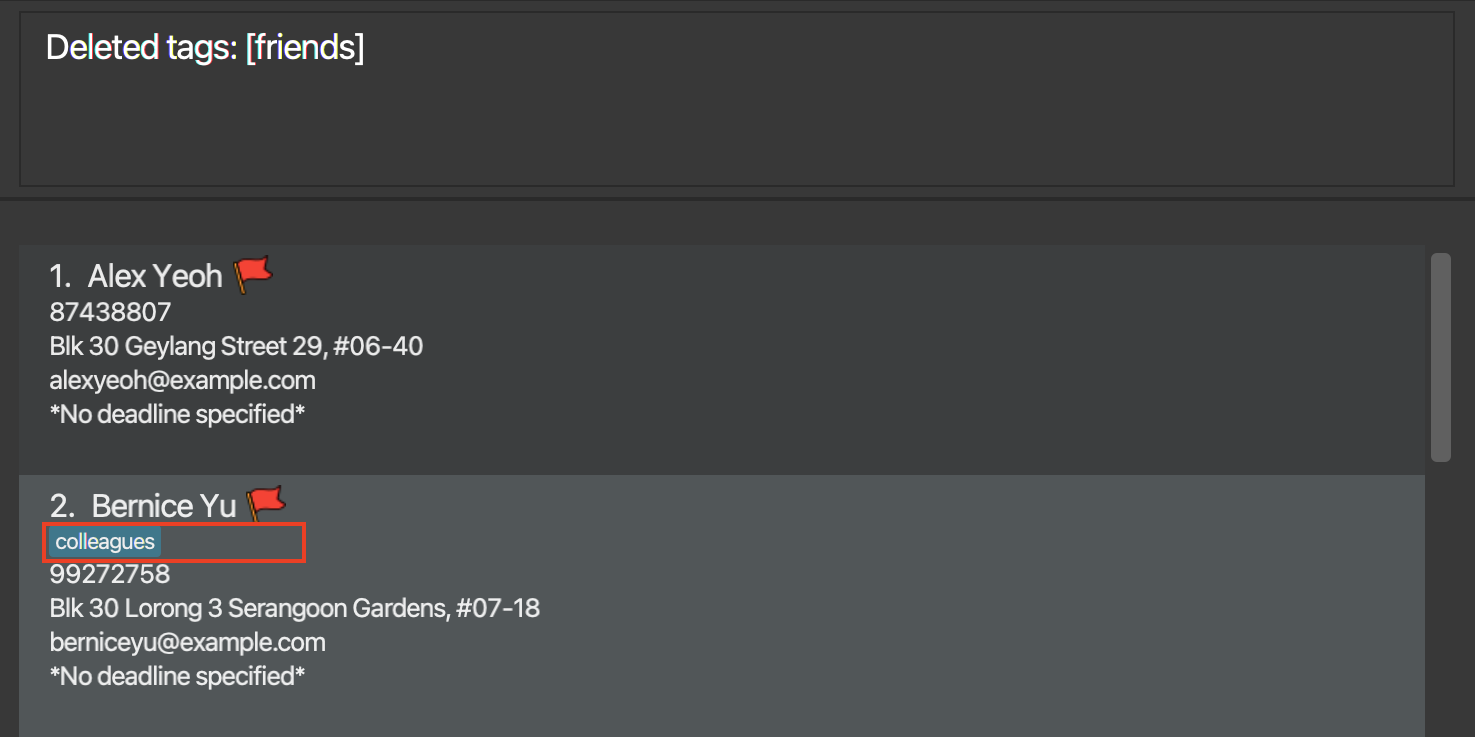 Deleted tags: [friends]
1. Alex Yeoh
87438807
Blk 30 Geylang Street 29, #06-40
alexyeoh@example.com
*No deadline specified*
2. Bernice Yu
colleagues
99272758
Blk 30 Lorong 3 Serangoon Gardens, #07-18
berniceyu@example.com
*No deadline specified*